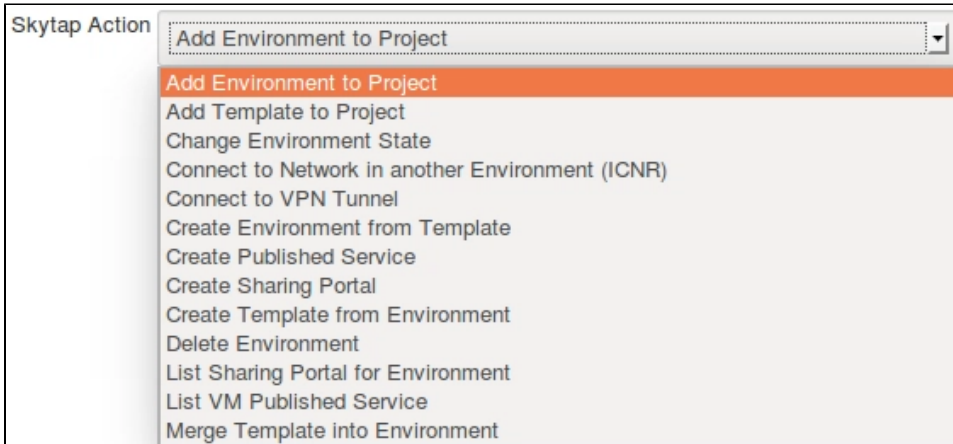 Skytap Action
Add Environment to Project
Add Environment to Project
Add Template to Project
Change Environment State
Connect to Network in another Environment (ICNR)
Connect to VPN Tunnel
Create Environment from Template
Create Published Service
Create Sharing Portal
Create Template from Environment
Delete Environment
List Sharing Portal for Environment
List VM Published Service
Merge Template into Environment